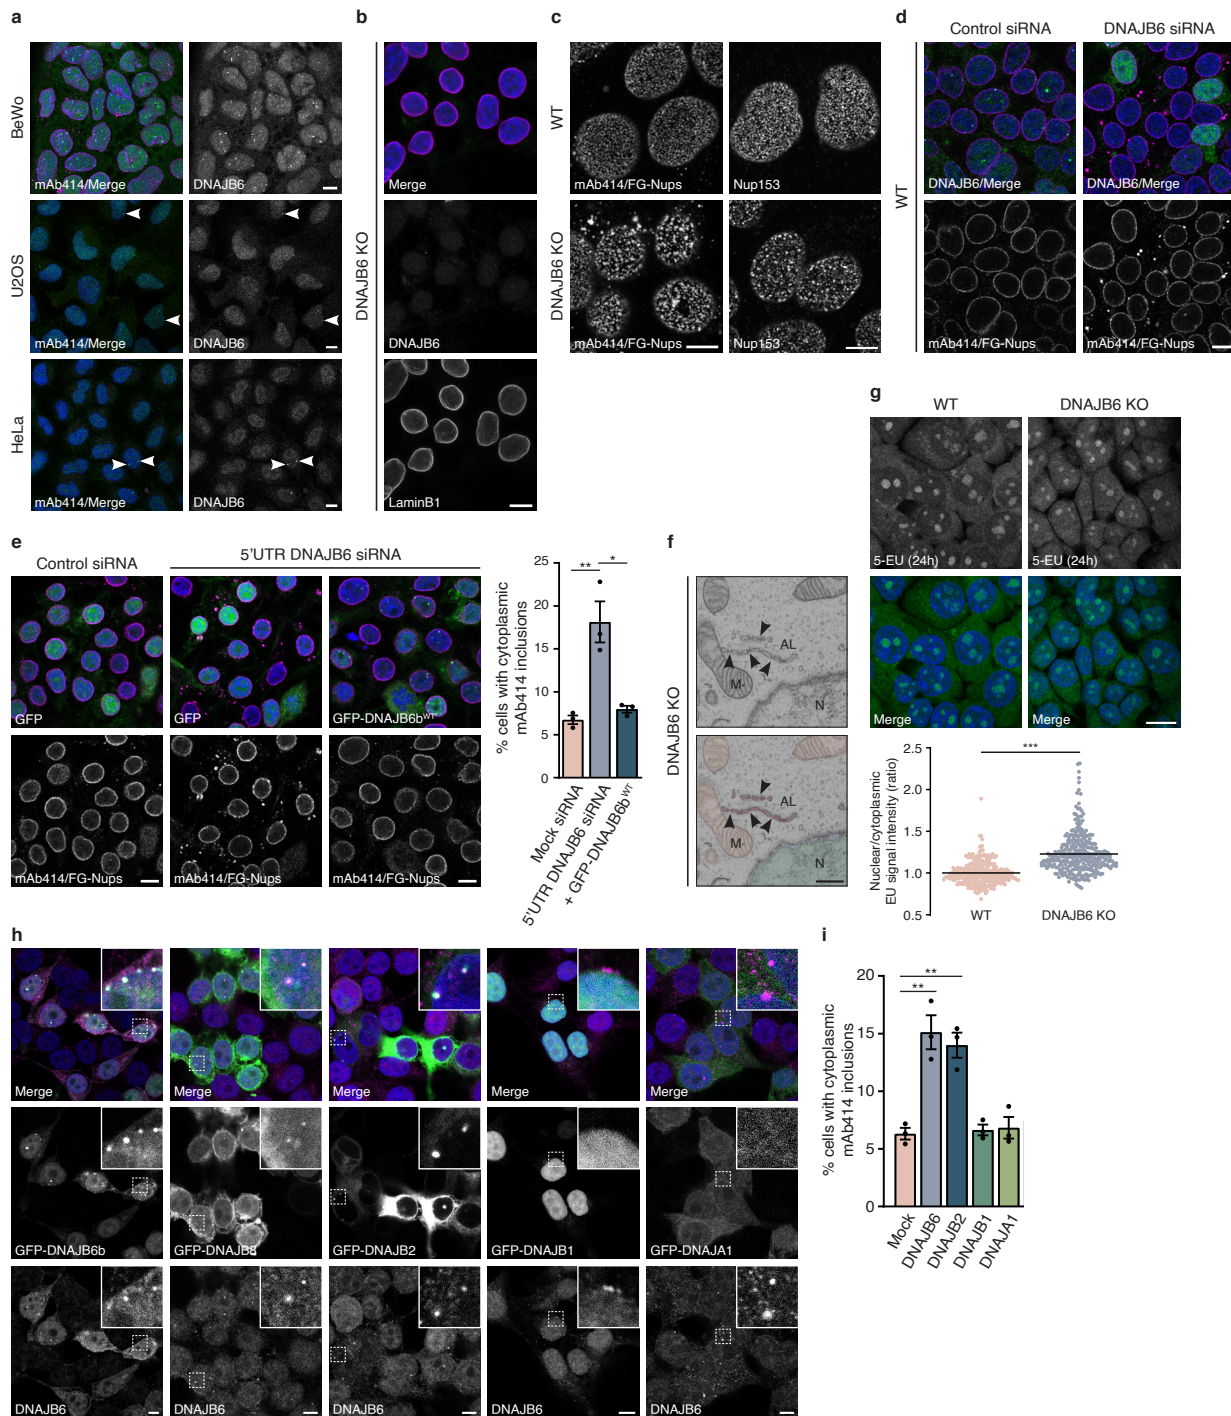 a
BeWo
mAb414/Merge
DNAJB6
U2OS
mAb414/Merge
DNAJB6
HeLa
mAb414/Merge
DNAJB6
b
DNAJB6 KO
Merge
DNAJB6
LaminB1
c
WT
mAb414/FG-Nups
Nup153
DNAJB6 KO
mAb414/FG-Nups
Nup153
d
Control siRNA
DNAJB6 siRNA
WT
DNAJB6/Merge
DNAJB6/Merge
mAb414/FG-Nups
mAb414/FG-Nups
e
Control siRNA
5'UTR DNAJB6 siRNA
GFP
GFP
GFP-DNAJB6bWT
mAb414/FG-Nups
mAb414/FG-Nups
mAb414/FG-Nups
% cells with cytoplasmic
mAb414 inclusions
25
20
15
10
5
0
**
*
Mock siRNA
5'UTR DNAJB6 siRNA
+ GFP-DNAJB6bWT
f
DNAJB6 KO
AL
M
N
AL
M
N
g
WT
DNAJB6 KO
5-EU (24h)
5-EU (24h)
Merge
Merge
Nuclear/cytoplasmic
EU signal intensity (ratio)
2.5
2.0
1.5
1.0
0.5
***
WT
DNAJB6 KO
h
Merge
Merge
Merge
Merge
Merge
GFP-DNAJB6b
GFP-DNAJB8
GFP-DNAJB2
GFP-DNAJB1
GFP-DNAJA1
DNAJB6
DNAJB6
DNAJB6
DNAJB6
DNAJB6
i
% cells with cytoplasmic
mAb414 inclusions
20
15
10
5
0
**
**
Mock
DNAJB6
DNAJB2
DNAJB1
DNAJA1